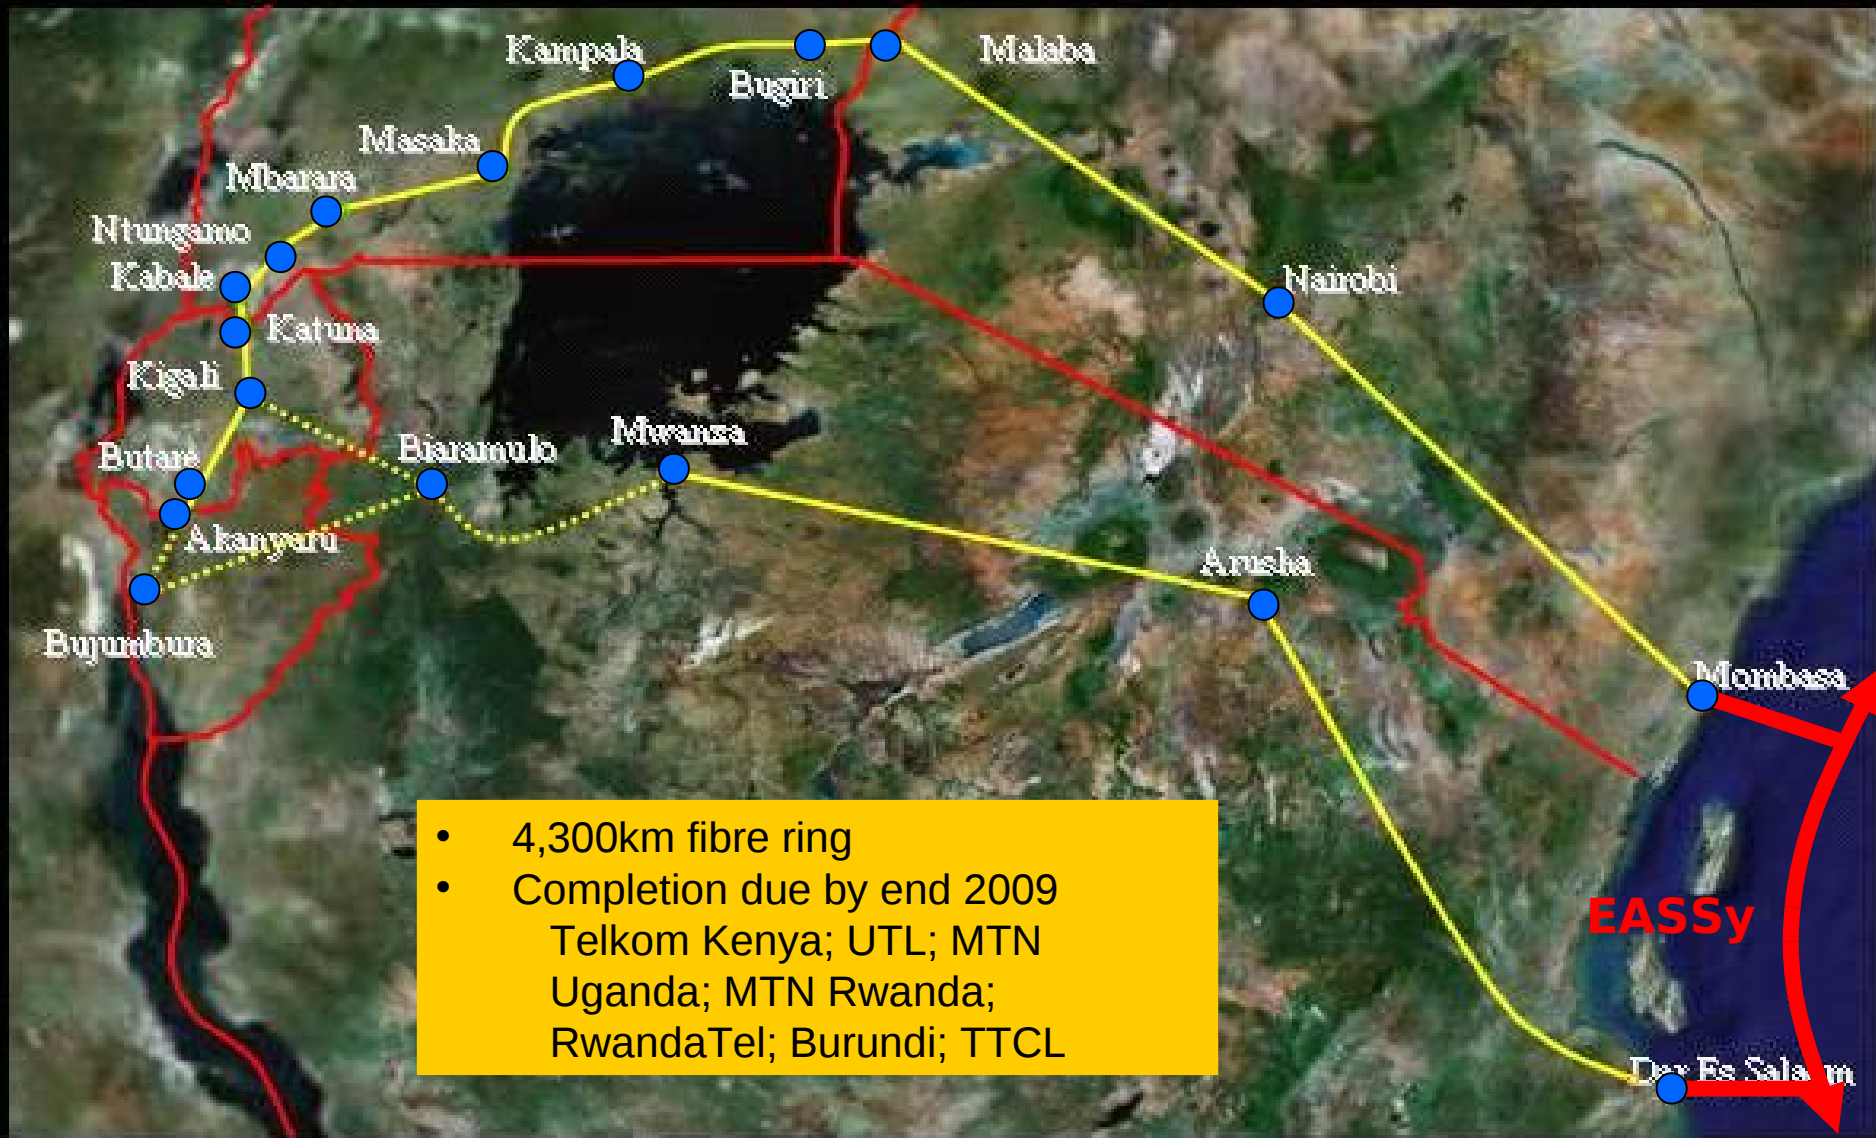 Kampala
Malaba
Bugiri
Masaka
Mbarara
Ntungamo
Kabale
Nairobi
Katuna
Kigali
Mwanza
Biaramulo
Butare
Akanyaru
Arusha
Bujumbura
Mombasa
• 4,300km fibre ring
• Completion due by end 2009
Telkom Kenya; UTL; MTN
Uganda; MTN Rwanda;
RwandaTel; Burundi; TTCL
EASSy
Dar Es Salaam